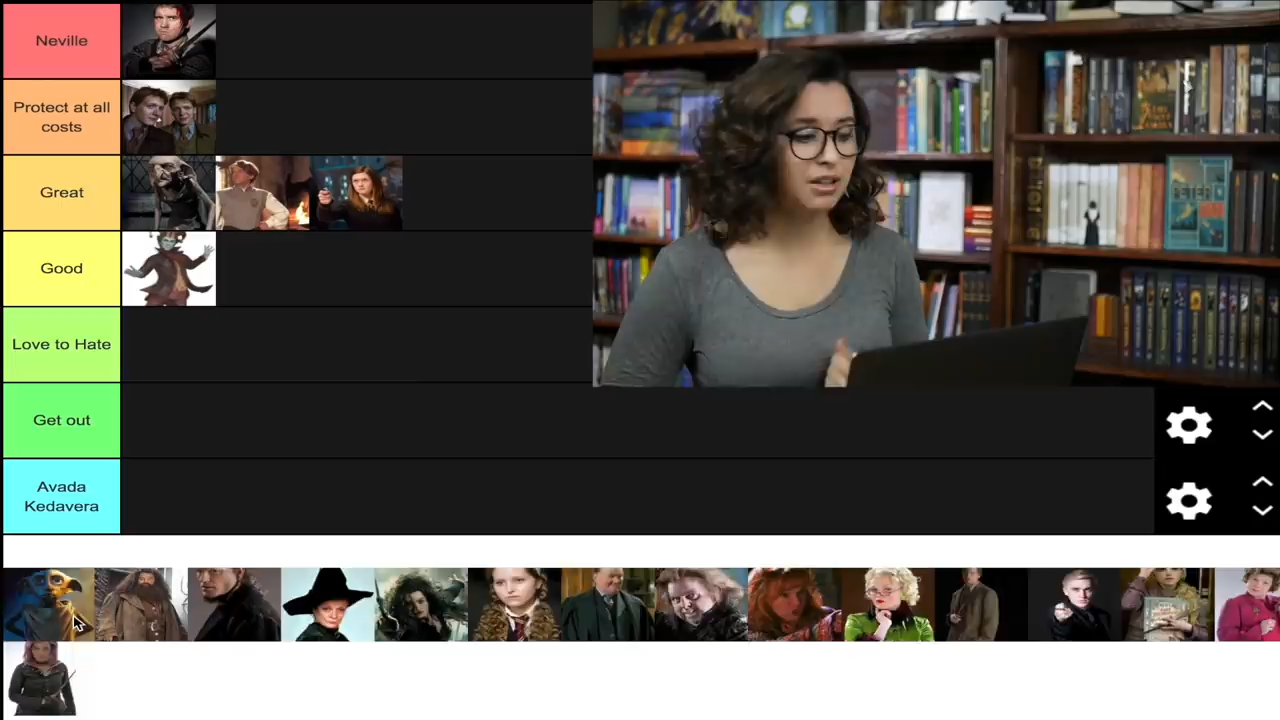 Neville
Protect at all
costs
Great
Good
Love to Hate
Get out
Avada
Kedavera